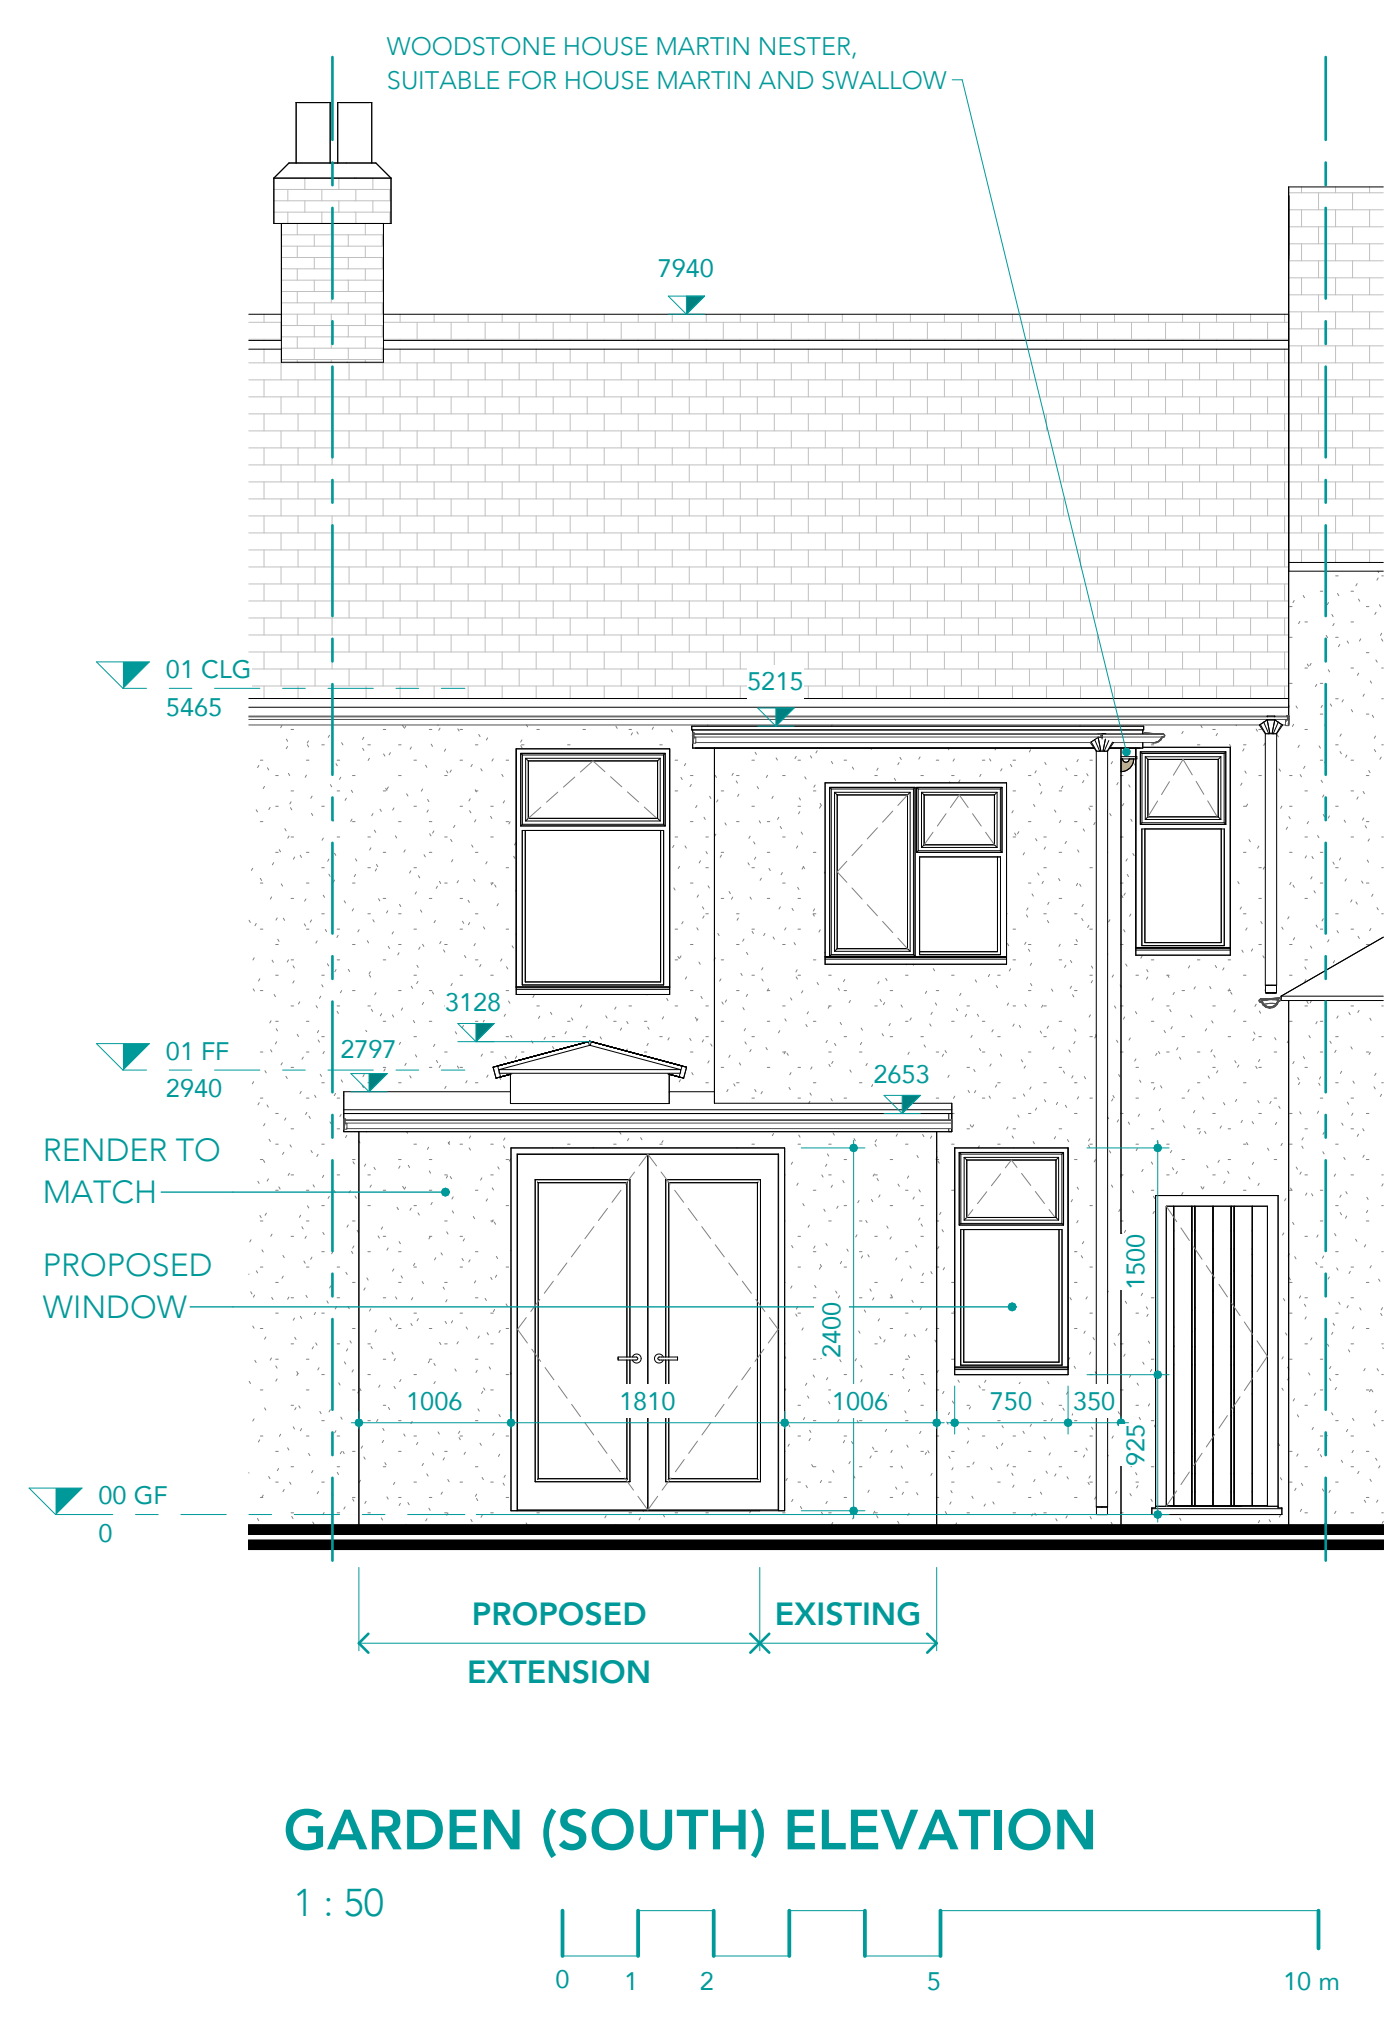 WOODSTONE HOUSE MARTIN NESTER,
SUITABLE FOR HOUSE MARTIN AND SWALLOW
7940
01 CLG
5465
5215
3128
01 FF
2940
2797
2653
RENDER TO
MATCH
PROPOSED
WINDOW
1500
2400
1006
1810
1006
750
350
925
00 GF
0
PROPOSED
EXTENSION
EXISTING
GARDEN (SOUTH) ELEVATION
1 : 50
0
1
2
5
10 m